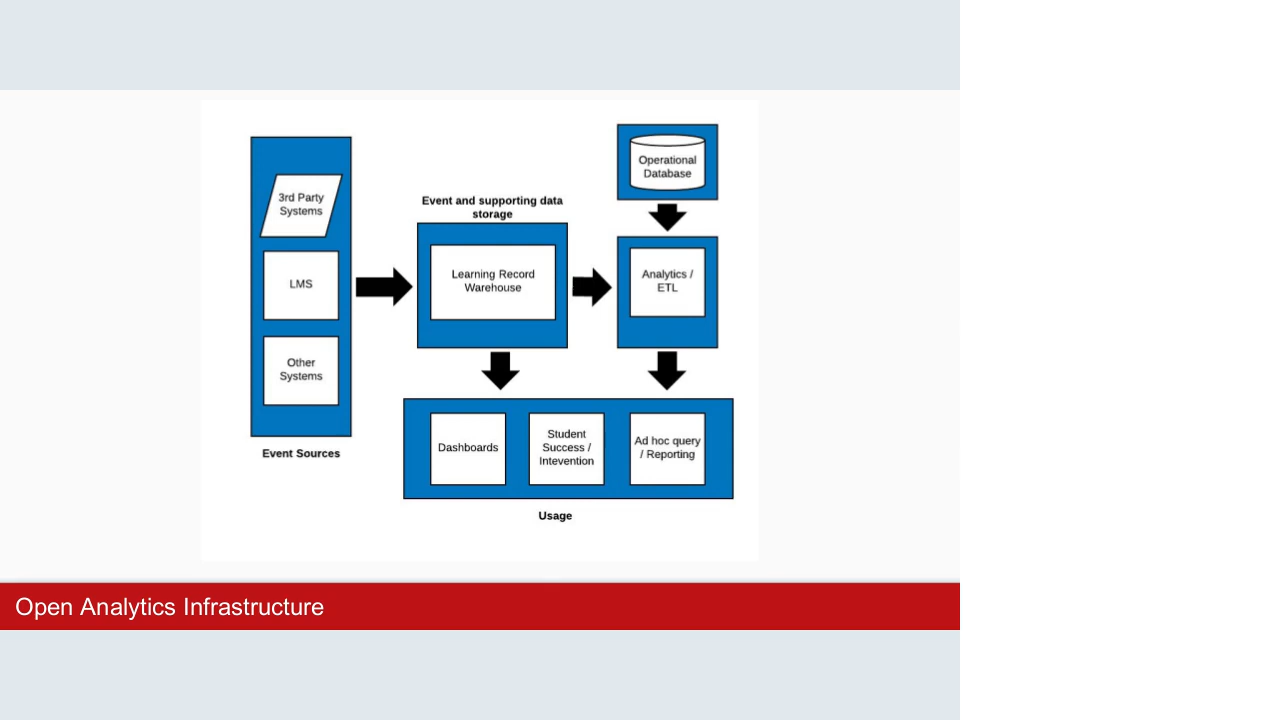 3rd Party
Systems
LMS
Other
Systems
Event Sources
Event and supporting data
storage
Learning Record
Warehouse
Operational
Database
Analytics /
ETL
Dashboards
Student
Success /
Intevention
Ad hoc query
/ Reporting
Usage
Open Analytics Infrastructure